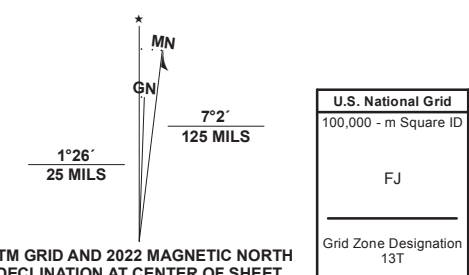 ★
MN
GN
7°2´
125 MILS
1°26´
25 MILS
TM GRID AND 2022 MAGNETIC NORTH
DECLINATION AT CENTER OF SHEET
U.S. National Grid
100,000 - m Square ID
FJ
Grid Zone Designation
13T